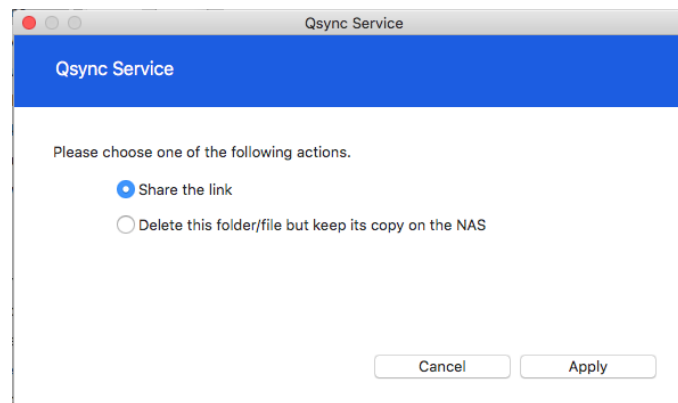 Qsync Service
Qsync Service
Please choose one of the following actions.
Share the link
Delete this folder/file but keep its copy on the NAS
Cancel Apply